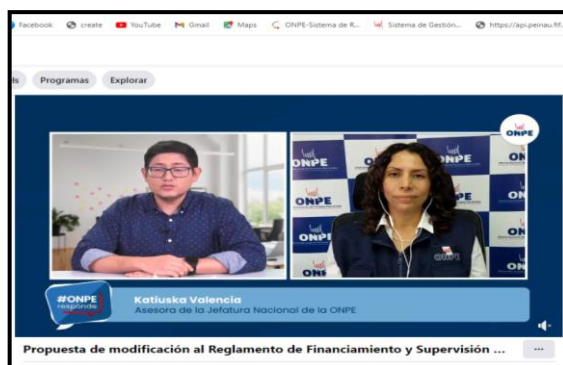 Facebook create YouTube Gmail Maps ONPE-Sistema de R... Sistema de Gestión... https://api.peinau.fif.
Programas Explorar
ONPE
ONPE
ONPE
ONPE
ONPE
#ONPE
responde
Katiuska Valencia
Asesora de la Jefatura Nacional de la ONPE
Propuesta de modificación al Reglamento de Financiamiento y Supervisión ...